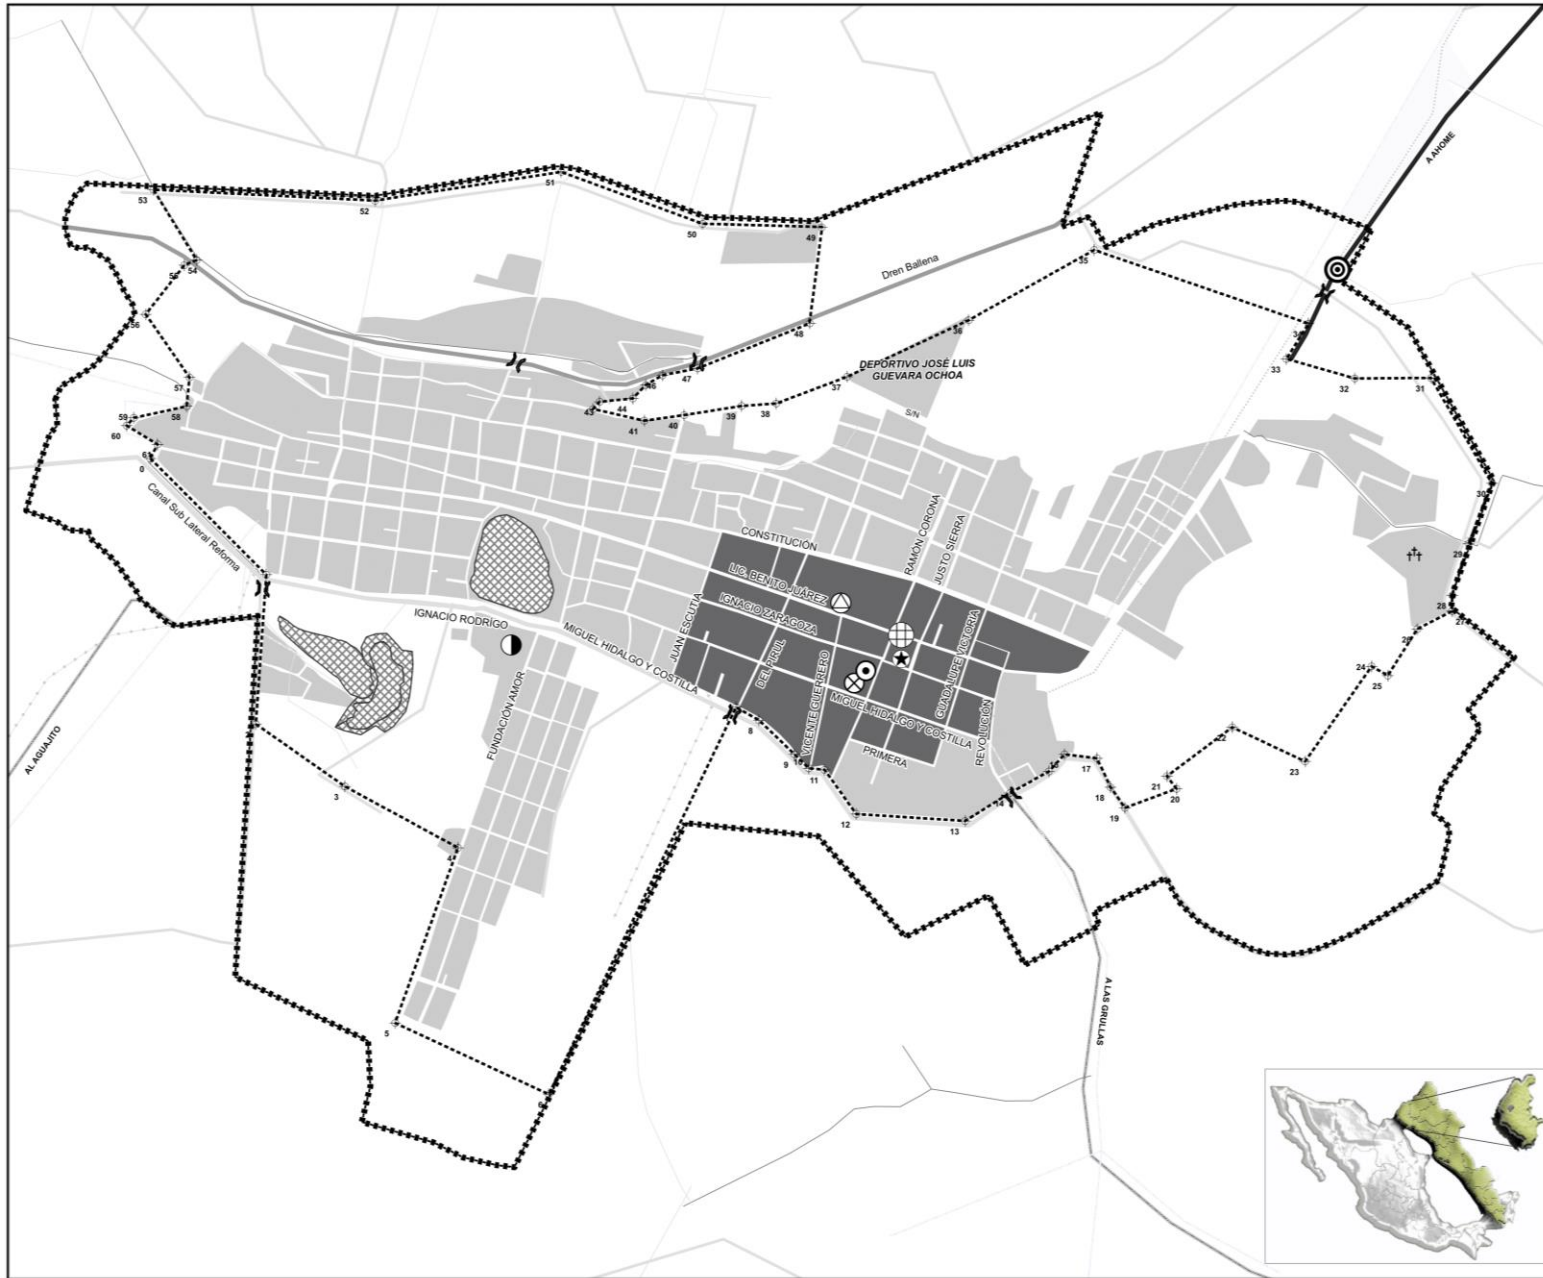 A AHOME
53
52
51
50
49
54
55
56
Dren Ballena
35
36
48
47
46
44
43
41
40
39
38
37
DEPORTIVO JOSÉ LUIS
GUEVARA OCHOA
S/N
33
32
31
57
58
59
60
0
Canal Sub Lateral Reforma
30
29
28
27
26
25
24
CONSTITUCIÓN
RAMÓN CORONA
JUSTO SIERRA
LIC. BENITO JUÁREZ
IGNACIO ZARAGOZA
JUAN ESCUTIA
IGNACIO RODRÍGO
MIGUEL HIDALGO Y COSTILLA
DEL PIRUL
VICENTE GUERRERO
GUADALUPE VICTORIA
MIGUEL HIDALGO Y COSTILLA
REVOLUCIÓN
PRIMERA
FUNDACIÓN AMOR
AL AGUAJITO
8
9
10
11
12
13
14
17
18
19
20
21
22
23
3
4
5
6
A LAS GRULLAS